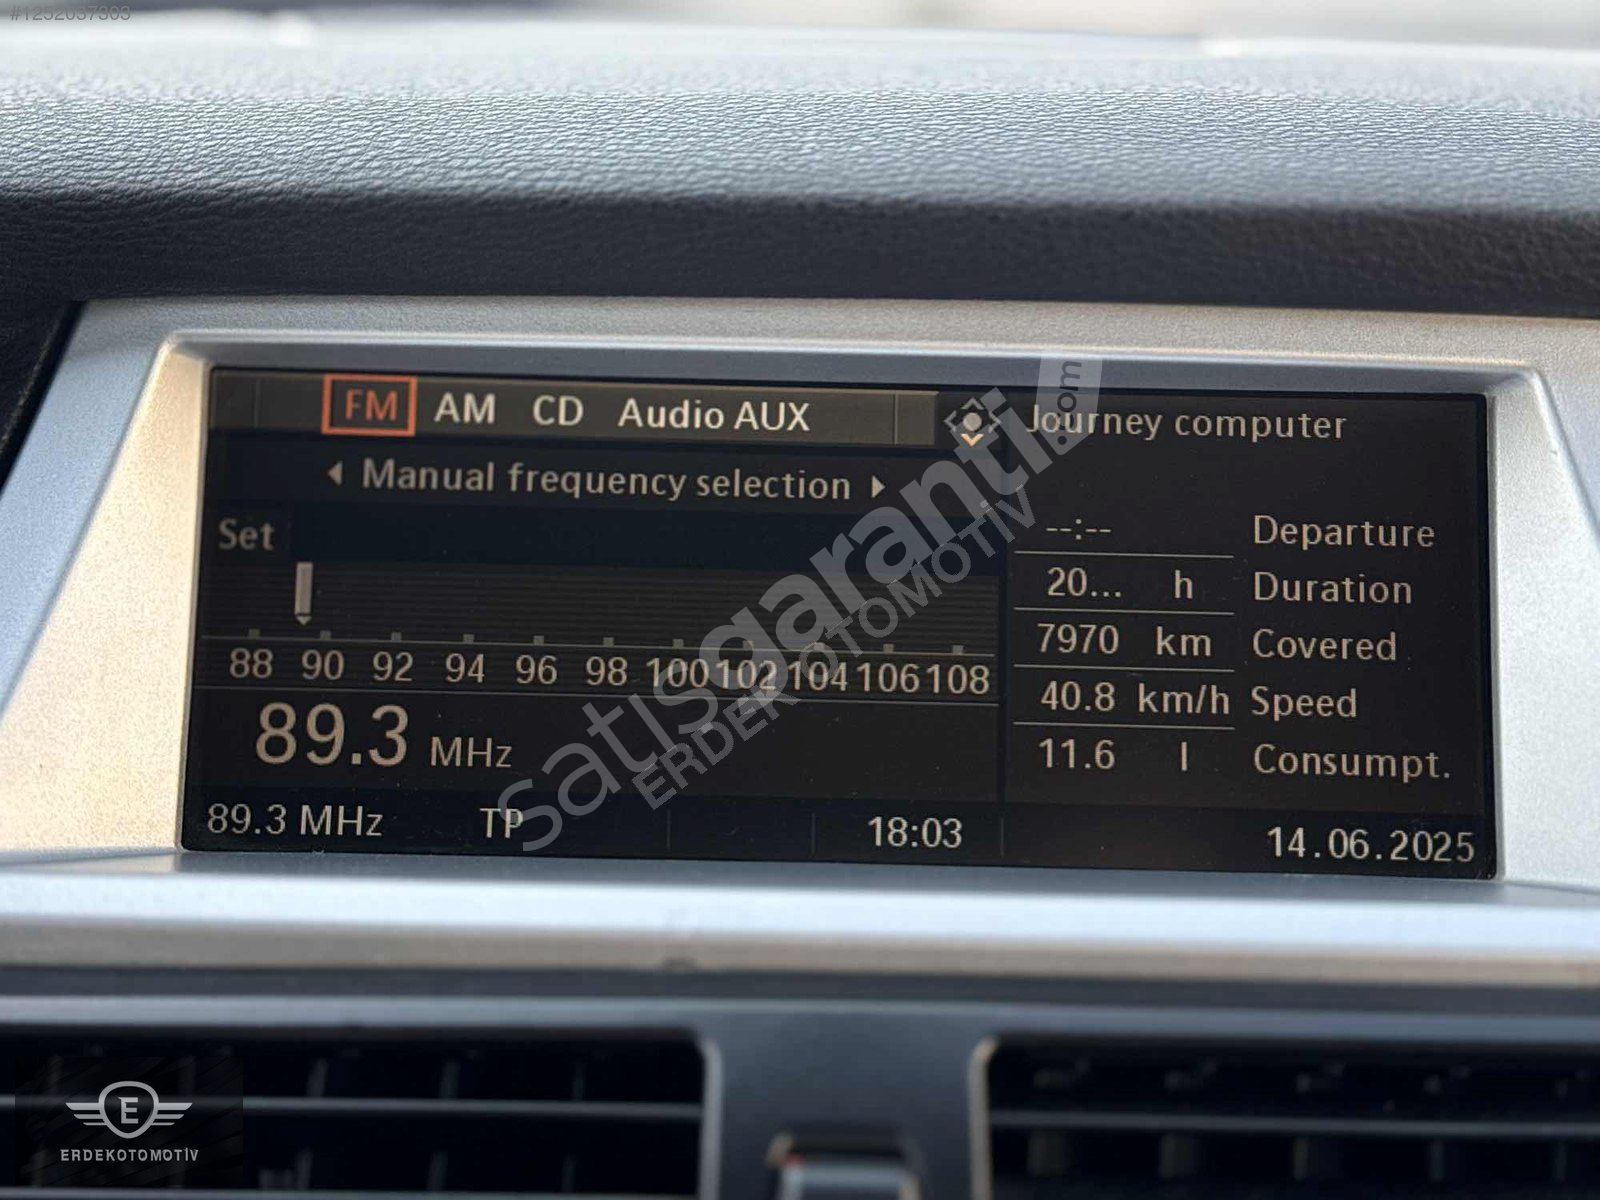 #1252037303
FM AM CD Audio AUX
Journey computer
Manual frequency selection
Set
--:-- Departure
20... h Duration
7970 km Covered
40.8 km/h Speed
11.6 l Consumpt.
88 90 92 94 96 98 100 102 104 106 108
89.3 MHz
89.3 MHz TP 18:03 14.06.2025
satışgaranti.com
ERDEKOTOMOTİV
E
ERDEKOTOMOTİV